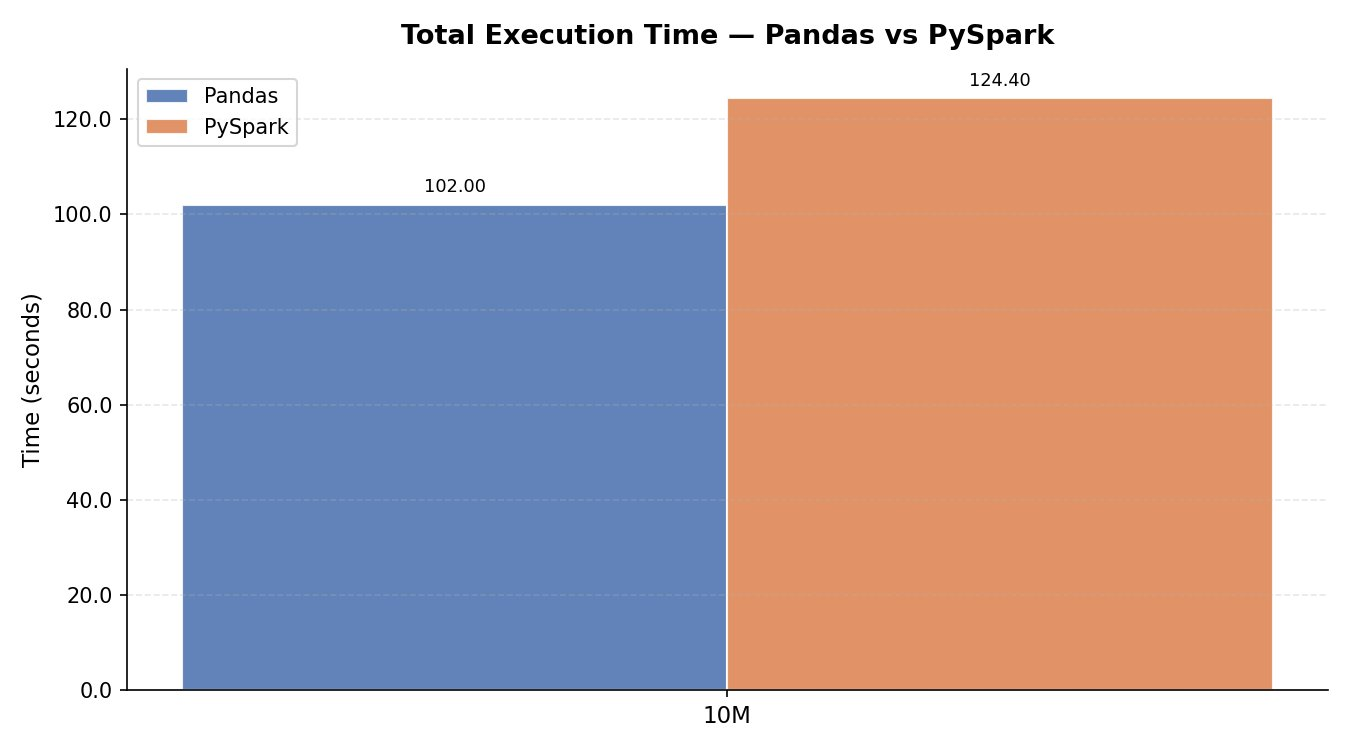 Total Execution Time — Pandas vs PySpark
Pandas
PySpark
124.40
102.00
120.0
100.0
80.0
60.0
40.0
20.0
0.0
Time (seconds)
10M